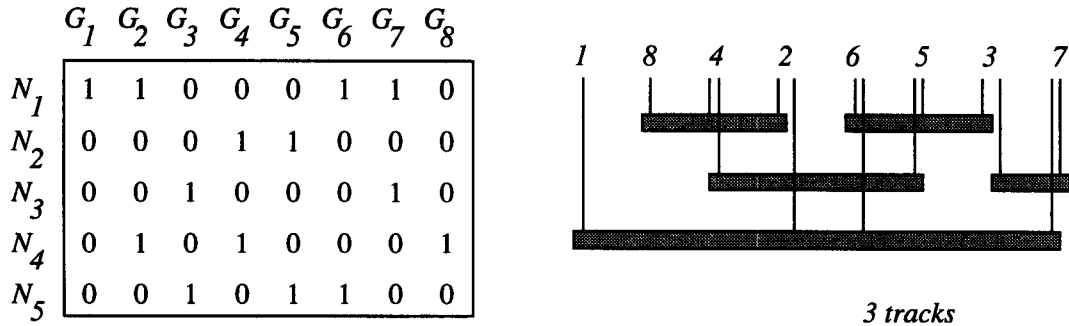 G1 G2 G3 G4 G5 G6 G7 G8
N1 1 1 0 0 0 1 1 0
N2 0 0 0 1 1 0 0 0
N3 0 0 1 0 0 0 1 0
N4 0 1 0 1 0 0 0 1
N5 0 0 1 0 1 1 0 0
1 8 4 2 6 5 3 7
3 tracks